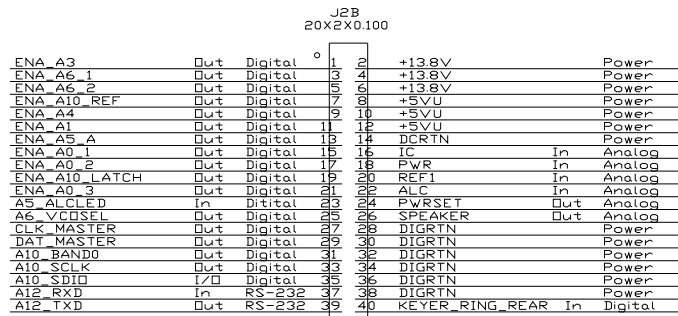 J2B
20X2X0.100
ENA_A3 Out Digital 1 2 +13.8V Power
ENA_A6_1 Out Digital 3 4 +13.8V Power
ENA_A6_2 Out Digital 5 6 +13.8V Power
ENA_A10_REF Out Digital 7 8 +5VU Power
ENA_A4 Out Digital 9 10 +5VU Power
ENA_A1 Out Digital 11 12 +5VU Power
ENA_A5_A Out Digital 13 14 DCRTN Power
ENA_A0_1 Out Digital 15 16 IC In Analog
ENA_A0_2 Out Digital 17 18 PWR In Analog
ENA_A10_LATCH Out Digital 19 20 REF1 In Analog
ENA_A0_3 Out Digital 21 22 ALC In Analog
A5_ALCLED In Ditital 23 24 PWRSET Out Analog
A6_VCOSEL Out Digital 25 26 SPEAKER Out Analog
CLK_MASTER Out Digital 27 28 DIGRTN Power
DAT_MASTER Out Digital 29 30 DIGRTN Power
A10_BAND0 Out Digital 31 32 DIGRTN Power
A10_SCLK Out Digital 33 34 DIGRTN Power
A10_SDIO I/O Digital 35 36 DIGRTN Power
A12_RXD In RS-232 37 38 DIGRTN Power
A12_TXD Out RS-232 39 40 KEYER_RING_REAR In Digital